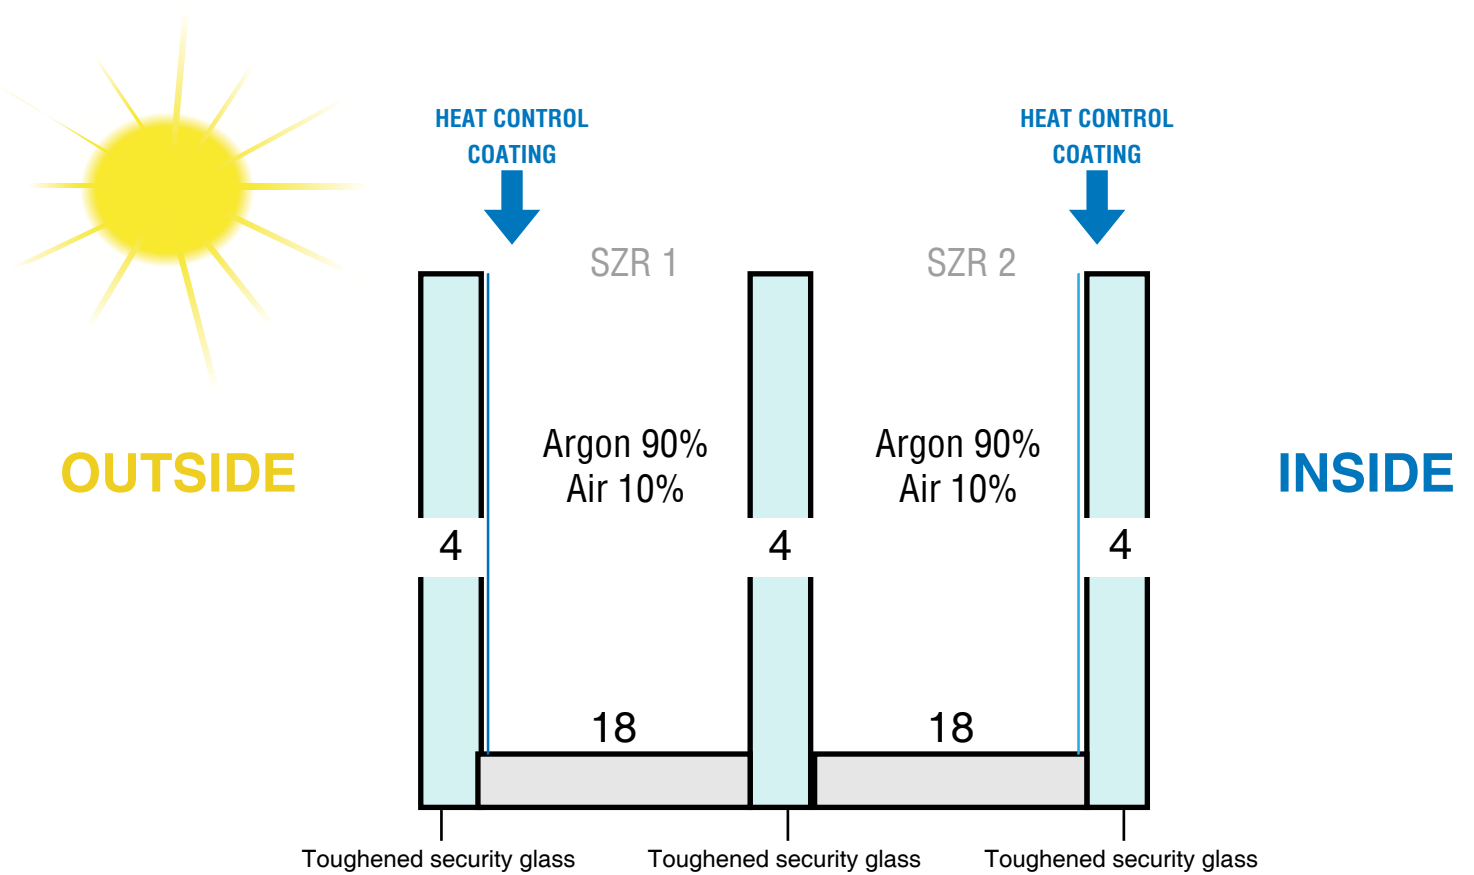 HEAT CONTROL
COATING
HEAT CONTROL
COATING
SZR 1
SZR 2
Argon 90%
Air 10%
Argon 90%
Air 10%
OUTSIDE
INSIDE
4
4
4
18
18
Toughened security glass
Toughened security glass
Toughened security glass